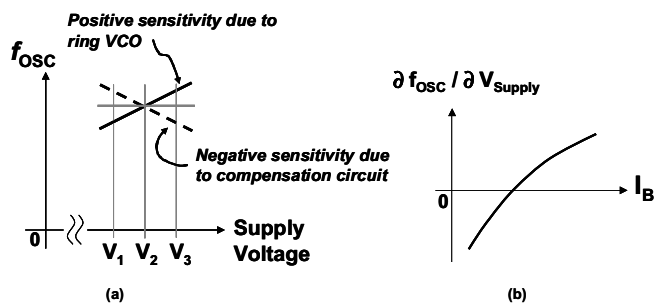 Positive sensitivity due to
ring VCO
fOSC
Negative sensitivity due
to compensation circuit
0
V1 V2 V3
Supply
Voltage
(a)
∂ fOSC / ∂ VSupply
0
IB
(b)